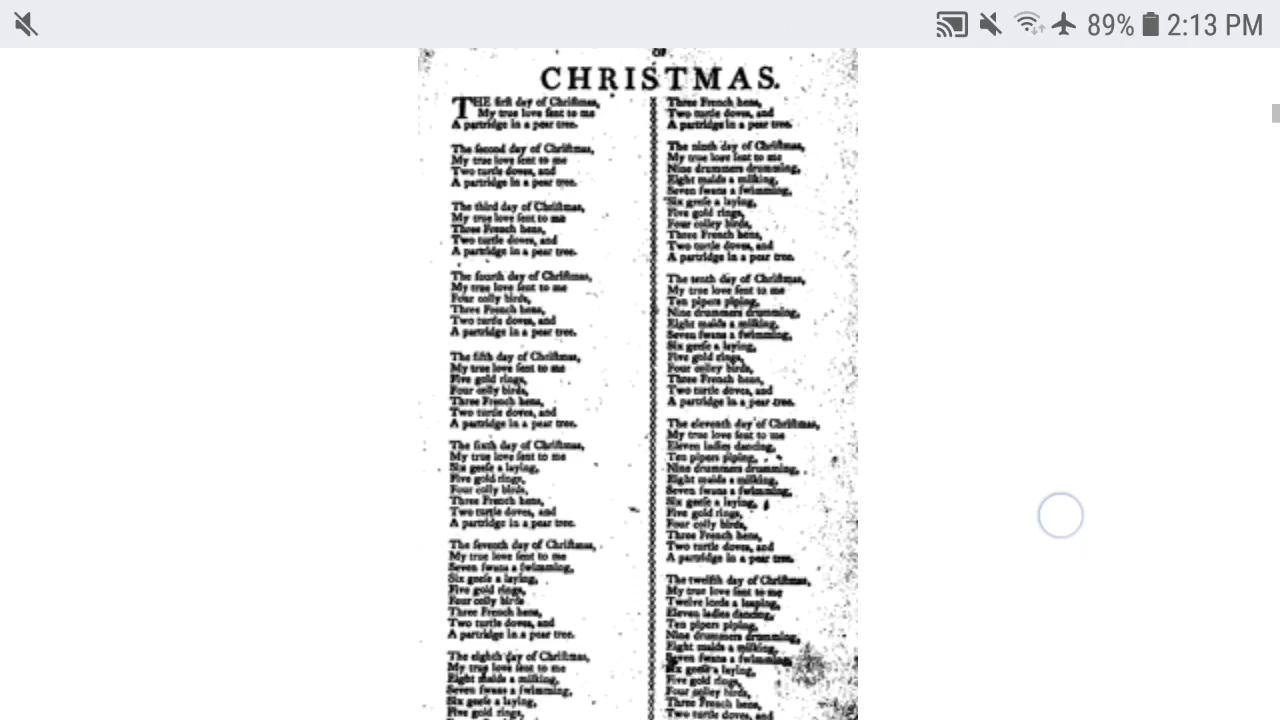 89% 2:13 PM
OF
CHRISTMAS.
THE firſt day of Chriſtmas,
My true love ſent to me
A partridge in a pear tree.
The ſecond day of Chriſtmas,
My true love ſent to me
Two turtle doves, and
A partridge in a pear tree.
The third day of Chriſtmas,
My true love ſent to me
Three French hens,
Two turtle doves, and
A partridge in a pear tree.
The fourth day of Chriſtmas,
My true love ſent to me
Four colly birds,
Three French hens,
Two turtle doves, and
A partridge in a pear tree.
The fifth day of Chriſtmas,
My true love ſent to me
Five gold rings,
Four colly birds,
Three French hens,
Two turtle doves, and
A partridge in a pear tree.
The ſixth day of Chriſtmas,
My true love ſent to me
Six geeſe a laying,
Five gold rings,
Four colly birds,
Three French hens,
Two turtle doves, and
A partridge in a pear tree.
The ſeventh day of Chriſtmas,
My true love ſent to me
Seven ſwans a ſwimming,
Six geeſe a laying,
Five gold rings,
Four colly birds
Three French hens,
Two turtle doves, and
A partridge in a pear tree.
The eighth day of Chriſtmas,
My true love ſent to me
Eight maids a milking,
Seven ſwans a ſwimming,
Six geeſe a laying,
Five gold rings,
Three French hens,
Two turtle doves, and
A partridge in a pear tree.
The ninth day of Chriſtmas,
My true love ſent to me
Nine drummers drumming,
Eight maids a milking,
Seven ſwans a ſwimming,
Six geeſe a laying,
Five gold rings,
Four colley birds,
Three French hens,
Two turtle doves, and
A partridge in a pear tree.
The tenth day of Chriſtmas,
My true love ſent to me
Ten pipers piping,
Nine drummers drumming,
Eight maids a milking,
Seven ſwans a ſwimming,
Six geeſe a laying,
Five gold rings,
Four colley birds,
Three French hens,
Two turtle doves, and
A partridge in a pear tree.
The eleventh day of Chriſtmas,
My true love ſent to me
Eleven ladies dancing,
Ten pipers piping,
Nine drummers drumming,
Eight maids a milking,
Seven ſwans a ſwimming,
Six geeſe a laying,
Five gold rings,
Four colly birds,
Three French hens,
Two turtle doves, and
A partridge in a pear tree.
The twelfth day of Chriſtmas,
My true love ſent to me
Twelve lords a leaping,
Eleven ladies dancing,
Ten pipers piping,
Nine drummers drumming,
Eight maids a milking,
Seven ſwans a ſwimming,
Six geeſe a laying,
Five gold rings,
Four colley birds,
Three French hens,
Two turtle doves, and